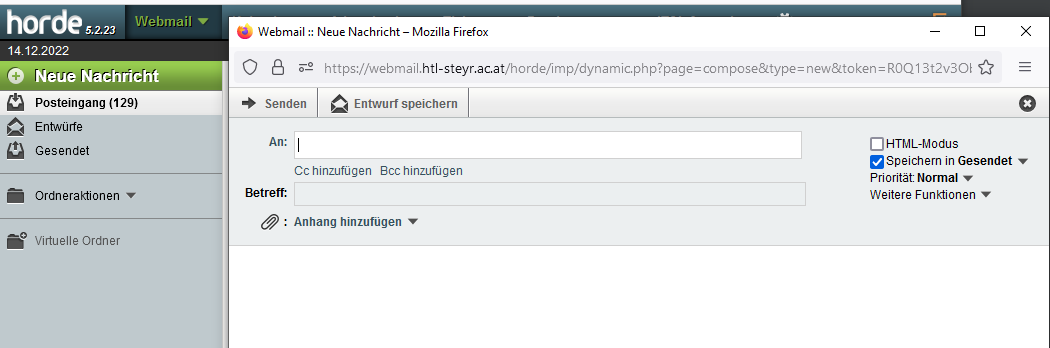 horde 5.2.23
Webmail
14.12.2022
Neue Nachricht
Posteingang (129)
Entwürfe
Gesendet
Ordneraktionen
Virtuelle Ordner
Webmail :: Neue Nachricht – Mozilla Firefox
https://webmail.htl-steyr.ac.at/horde/imp/dynamic.php?page=compose&type=new&token=R0Q13t2v3O
Senden
Entwurf speichern
An:
HTML-Modus
Speichern in Gesendet
Cc hinzufügen Bcc hinzufügen
Priorität: Normal
Betreff:
Weitere Funktionen
: Anhang hinzufügen